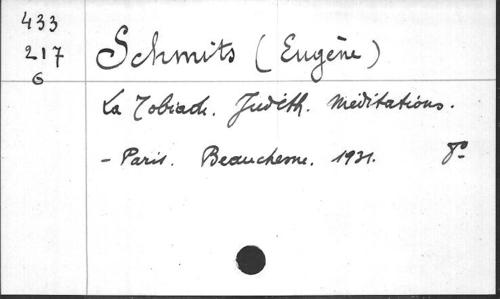 433
217
6
Schmits (Eugène)
La Tobiade. Judith. Méditations.
- Paris. Beauchesne. 1931. 8°